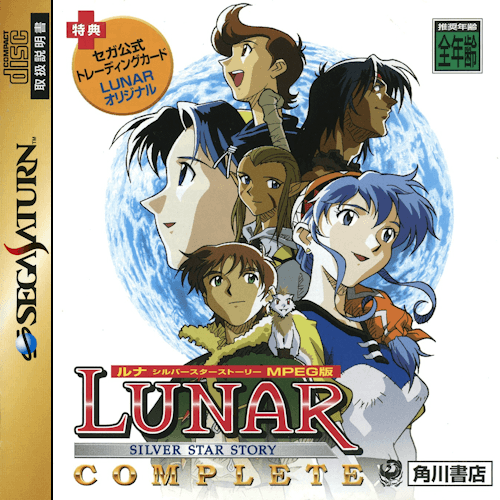 COMPACT
disc
取扱説明書
SEGA SATURN™
特典
セガ公式
トレーディングカード
LUNAR
オリジナル
推奨年齢
全年齢
ルナ シルバースターストーリー MPEG版
LUNAR
SILVER STAR STORY
COMPLETE
角川書店